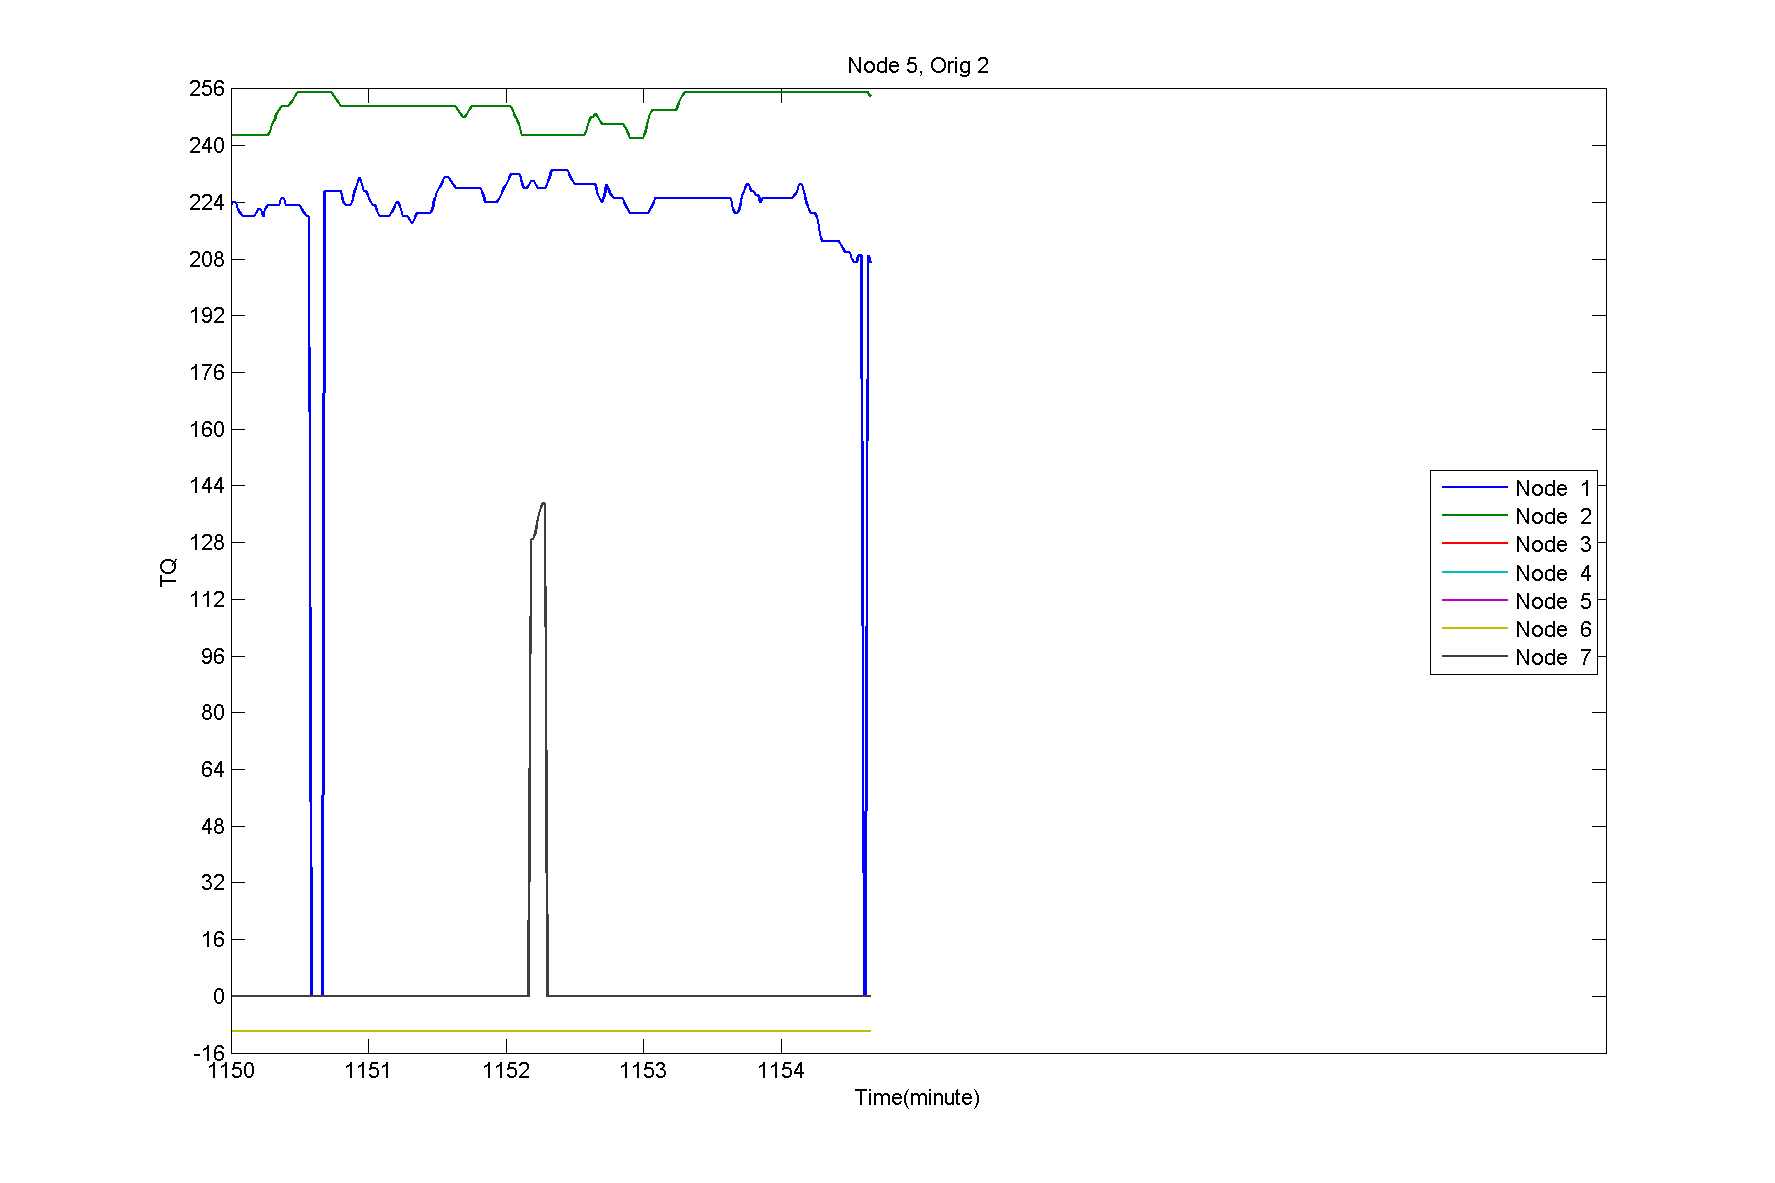 Node 5, Orig 2
256
240
224
208
192
176
160
144
128
112
96
80
64
48
32
16
0
-16
TQ
1150 1151 1152 1153 1154
Time(minute)
Node 1
Node 2
Node 3
Node 4
Node 5
Node 6
Node 7